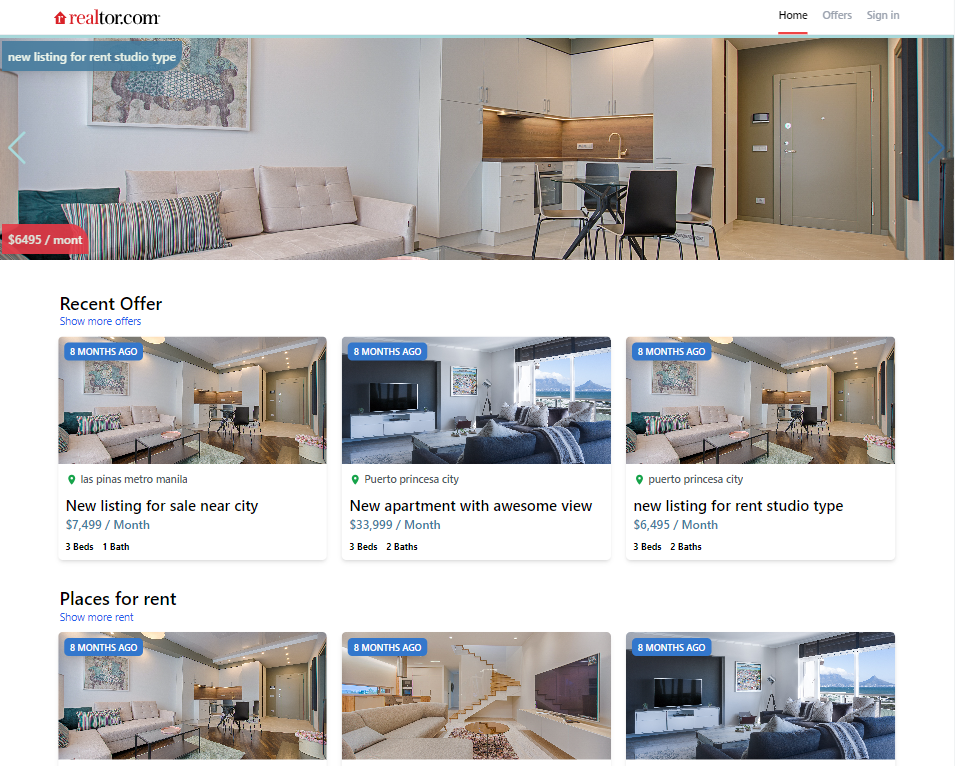 realtor.com
Home Offers Sign in
new listing for rent studio type
$6495 / mont
Recent Offer
Show more offers
8 MONTHS AGO 8 MONTHS AGO 8 MONTHS AGO
las pinas metro manila Puerto princesa city puerto princesa city
New listing for sale near city New apartment with awesome view new listing for rent studio type
$7,499 / Month $33,999 / Month $6,495 / Month
3 Beds 1 Bath 3 Beds 2 Baths 3 Beds 2 Baths
Places for rent
Show more rent
8 MONTHS AGO 8 MONTHS AGO 8 MONTHS AGO